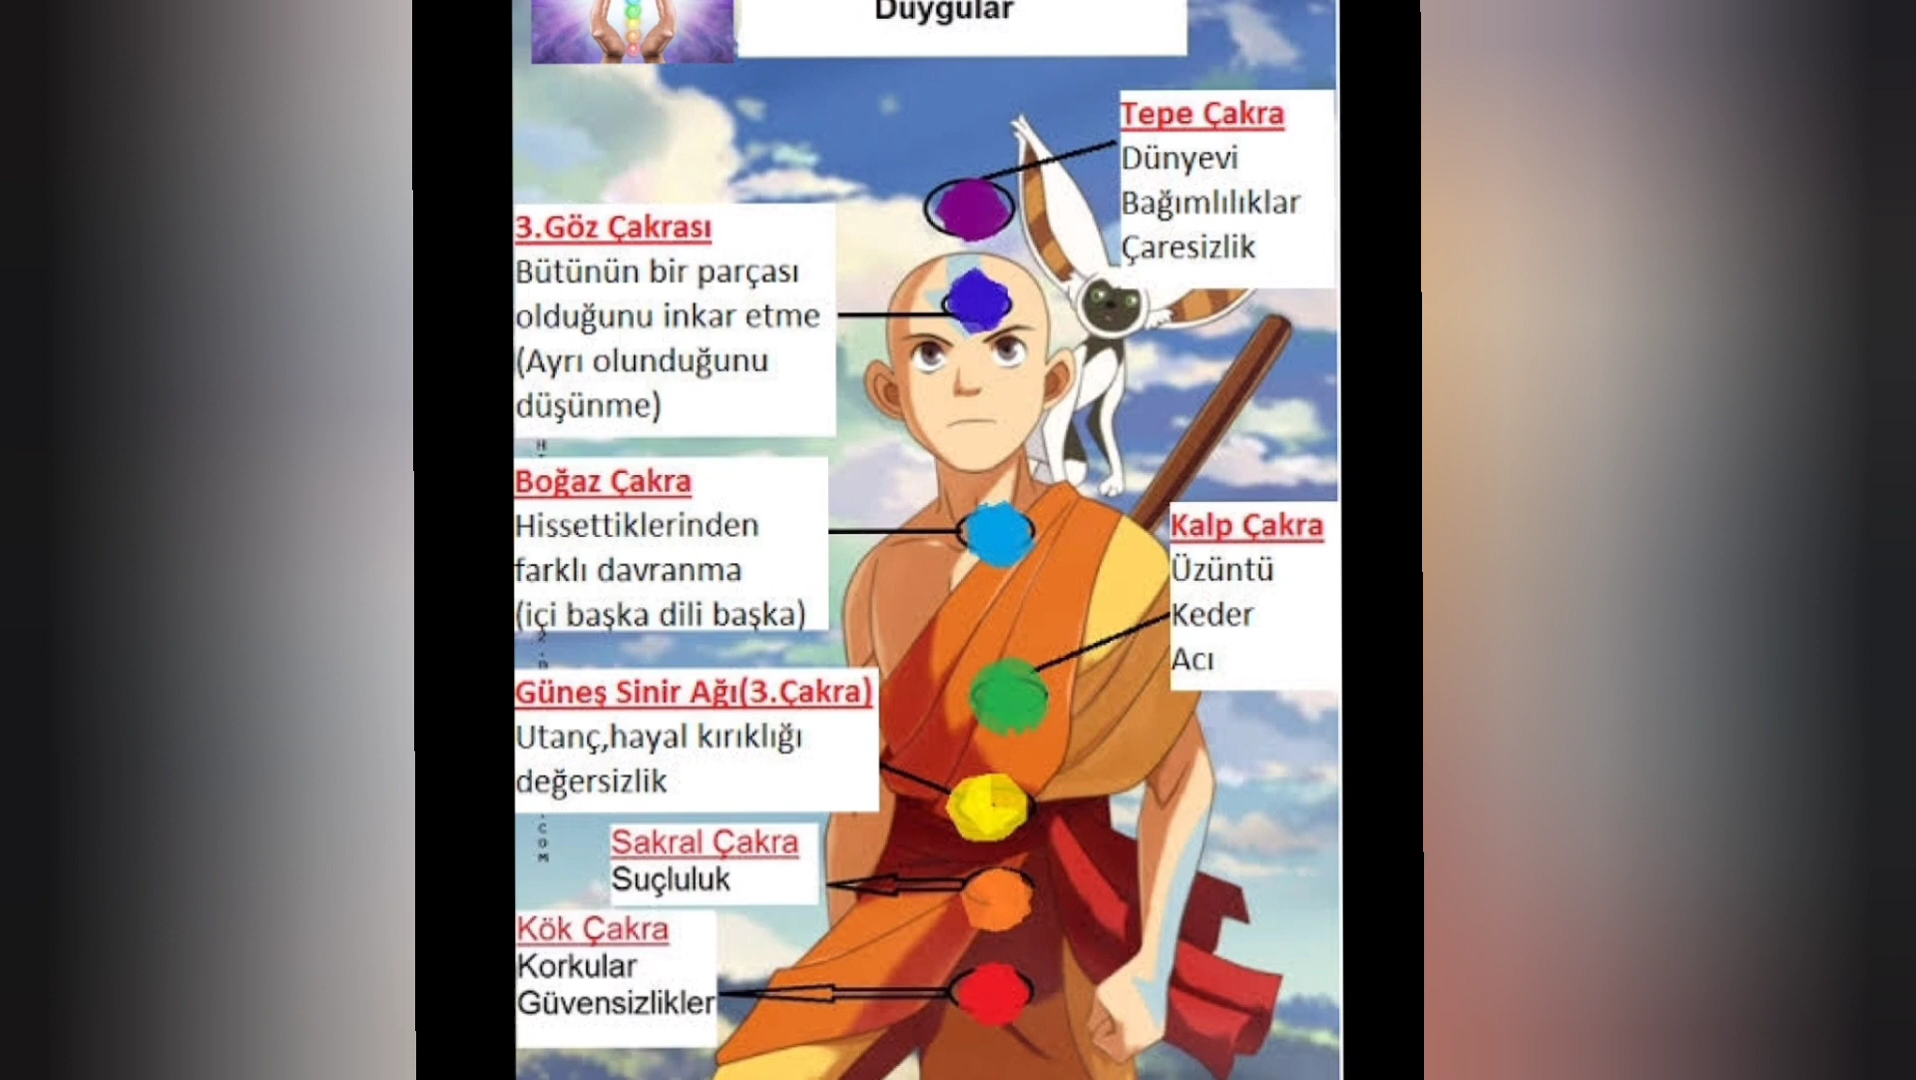 Duygular
Tepe Çakra
Dünyevi
Bağımlılıklar
Çaresizlik
3.Göz Çakrası
Bütünün bir parçası
olduğunu inkar etme
(Ayrı olunduğunu
düşünme)
Boğaz Çakra
Hissettiklerinden
farklı davranma
(içi başka dili başka)
Kalp Çakra
Üzüntü
Keder
Acı
Güneş Sinir Ağı(3.Çakra)
Utanç,hayal kırıklığı
değersizlik
Sakral Çakra
Suçluluk
Kök Çakra
Korkular
Güvensizlikler
.COM